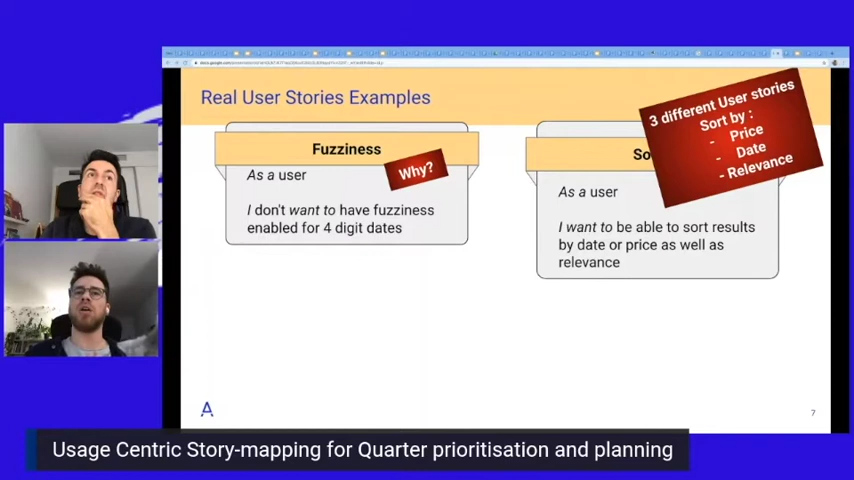 Real User Stories Examples
Fuzziness
Why?
As a user
I don't want to have fuzziness
enabled for 4 digit dates
So
3 different User stories
Sort by :
- Price
- Date
- Relevance
As a user
I want to be able to sort results
by date or price as well as
relevance
A
7
Usage Centric Story-mapping for Quarter prioritisation and planning